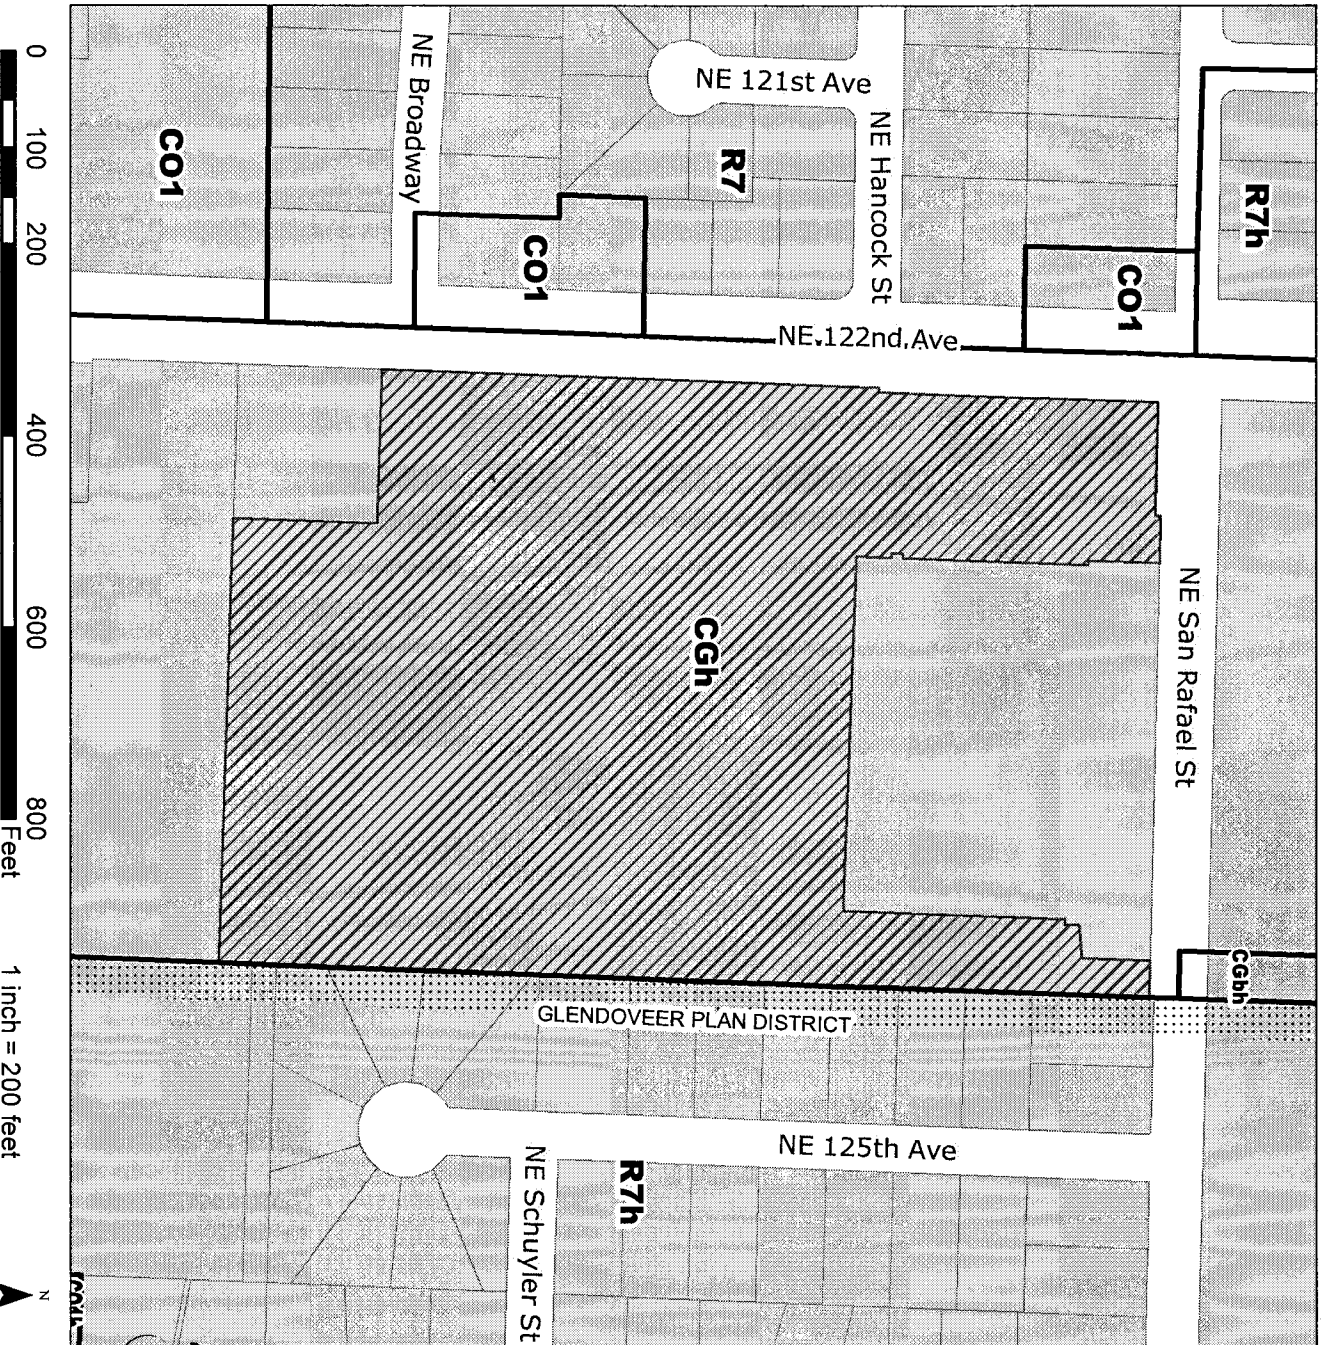 NE 121st Ave
NE Broadway
NE Hancock St
R7
R7h
CO1
CO1
CO1
NE 122nd Ave
CGh
NE San Rafael St
CGbh
GLENDOVEER PLAN DISTRICT
NE 125th Ave
R7h
NE Schuyler St
0 100 200 400 600 800
Feet
1 inch = 200 feet
N